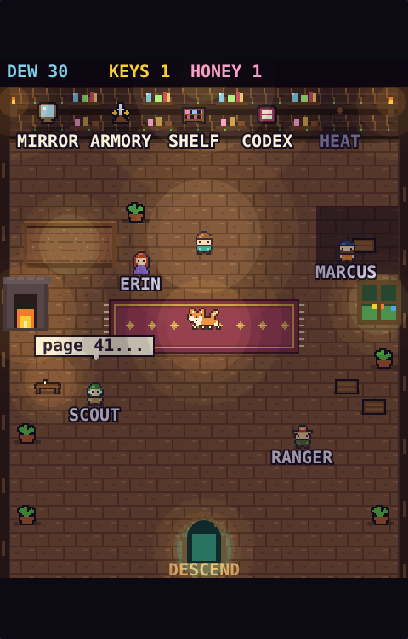 DEW 30 KEYS 1 HONEY 1
MIRROR ARMORY SHELF CODEX HEAT
ERIN
MARCUS
page 41...
SCOUT
RANGER
DESCEND